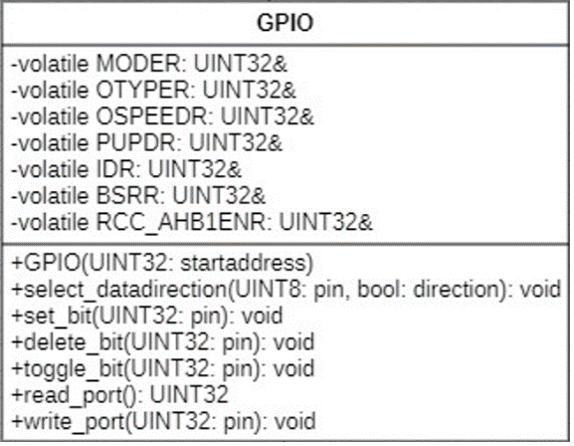 GPIO
-volatile MODER: UINT32&
-volatile OTYPER: UINT32&
-volatile OSPEEDR: UINT32&
-volatile PUPDR: UINT32&
-volatile IDR: UINT32&
-volatile BSRR: UINT32&
-volatile RCC_AHB1ENR: UINT32&
+GPIO(UINT32: startaddress)
+select_datadirection(UINT8: pin, bool: direction): void
+set_bit(UINT32: pin): void
+delete_bit(UINT32: pin): void
+toggle_bit(UINT32: pin): void
+read_port(): UINT32
+write_port(UINT32: pin): void